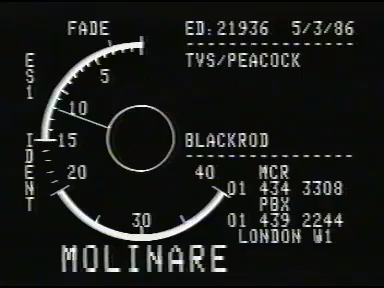 FADE
ED:21936 5/3/86
TVS/PEACOCK
ES1
5
10
IDENT
15
BLACKROD
20
40
MCR
01 434 3308
PBX
30
01 439 2244
LONDON W1
MOLINARE